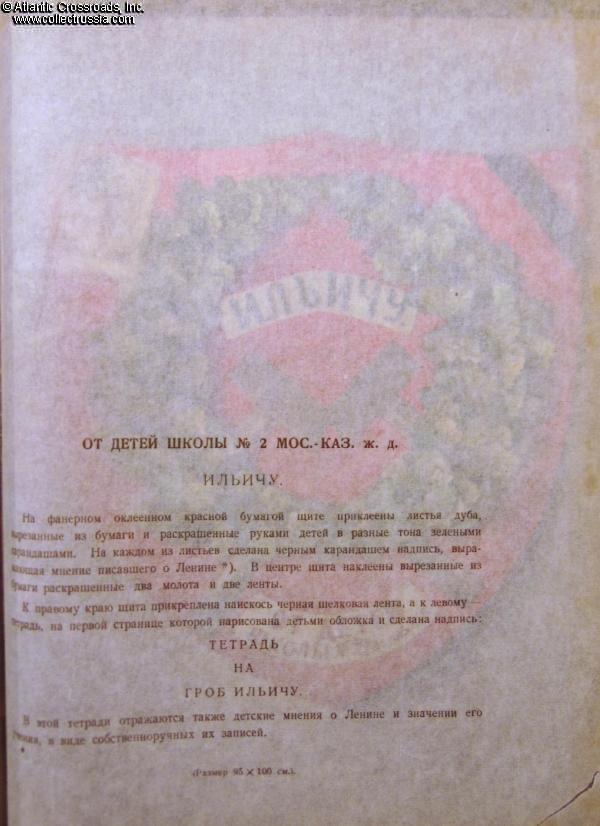 © Atlantic Crossroads, Inc.
www.collectrussia.com
ИЛЬИЧУ
ОТ ДЕТЕЙ ШКОЛЫ № 2 МОС.-КАЗ. ж. д.
ИЛЬИЧУ.
На фанерном оклеенном красной бумагой щите приклеены листья дуба,
вырезанные из бумаги и раскрашенные руками детей в разные тона зелеными
карандашами. На каждом из листьев сделана черным карандашем надпись, выра-
жающая мнение писавшего о Ленине *). В центре щита наклеены вырезанные из
бумаги раскрашенные два молота и две ленты.
К правому краю щита прикреплена наискось черная шелковая лента, а к левому
тетрадь, на первой странице которой нарисована детьми обложка и сделана надпись:
ТЕТРАДЬ
НА
ГРОБ ИЛЬИЧУ.
В этой тетради отражаются также детские мнения о Ленине и значении его
в виде собственноручных их записей.
(Размер 95 × 100 см.).